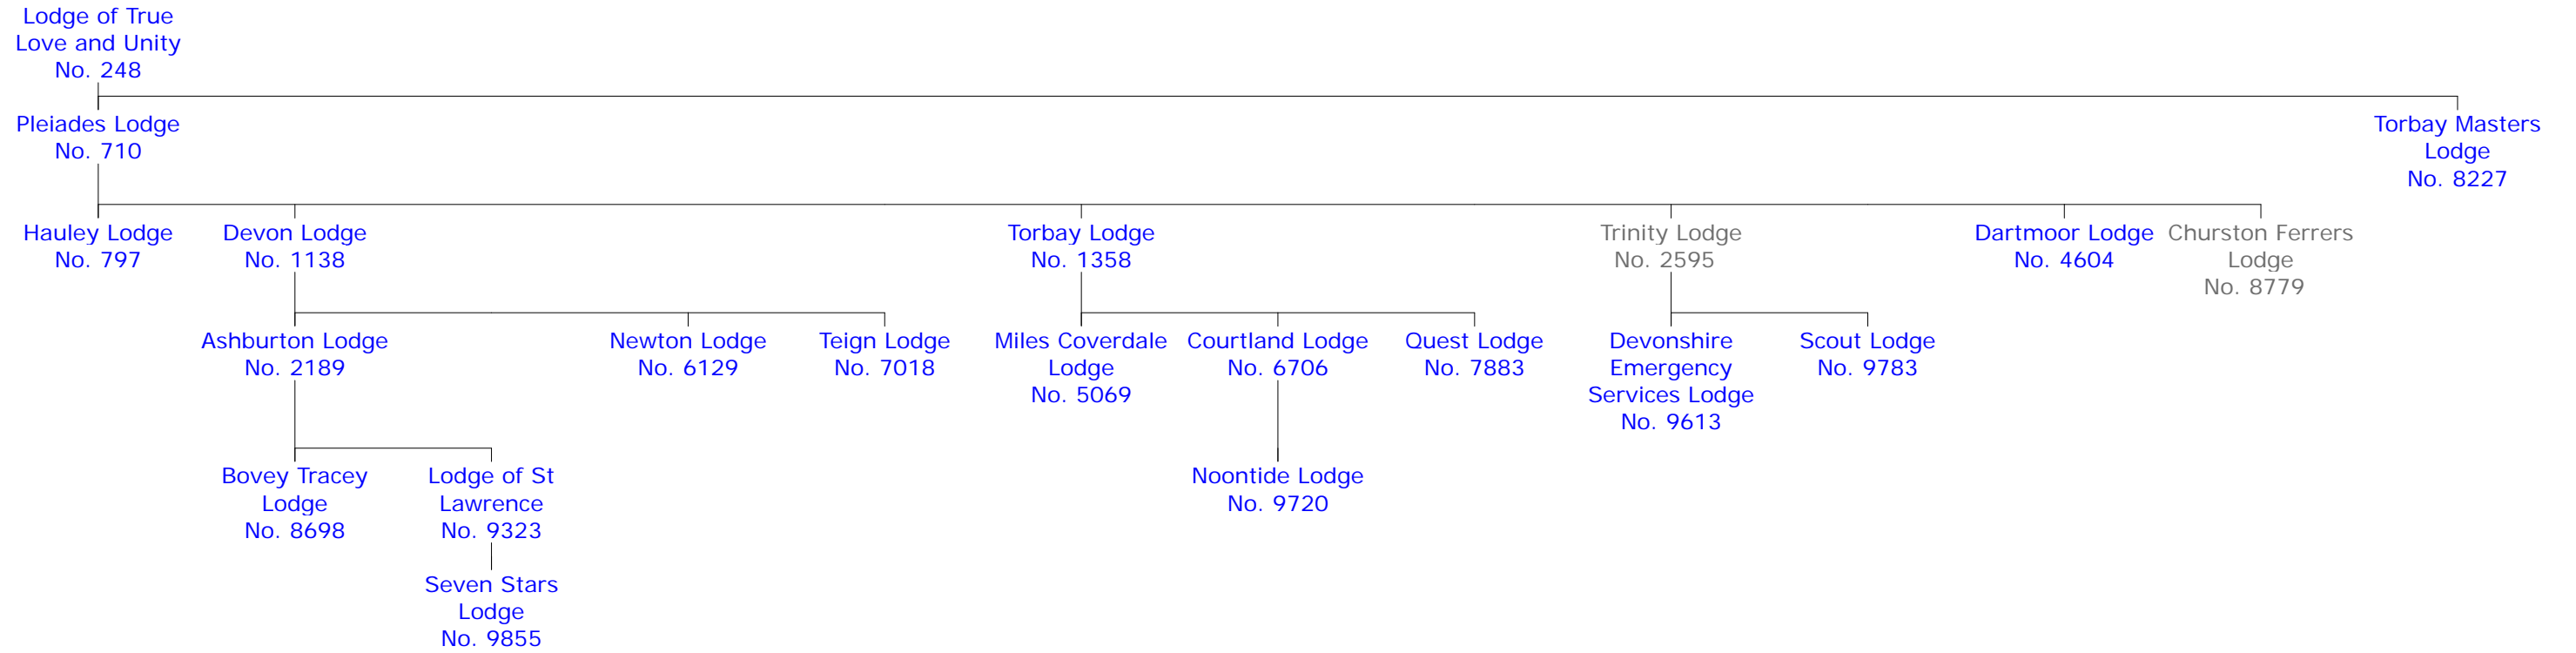 Lodge of True
Love and Unity
No. 248
Pleiades Lodge
No. 710
Torbay Masters
Lodge
No. 8227
Hauley Lodge
No. 797
Devon Lodge
No. 1138
Torbay Lodge
No. 1358
Trinity Lodge
No. 2595
Dartmoor Lodge
No. 4604
Churston Ferrers
Lodge
No. 8779
Ashburton Lodge
No. 2189
Newton Lodge
No. 6129
Teign Lodge
No. 7018
Miles Coverdale
Lodge
No. 5069
Courtland Lodge
No. 6706
Quest Lodge
No. 7883
Devonshire
Emergency
Services Lodge
No. 9613
Scout Lodge
No. 9783
Bovey Tracey
Lodge
No. 8698
Lodge of St
Lawrence
No. 9323
Noontide Lodge
No. 9720
Seven Stars
Lodge
No. 9855